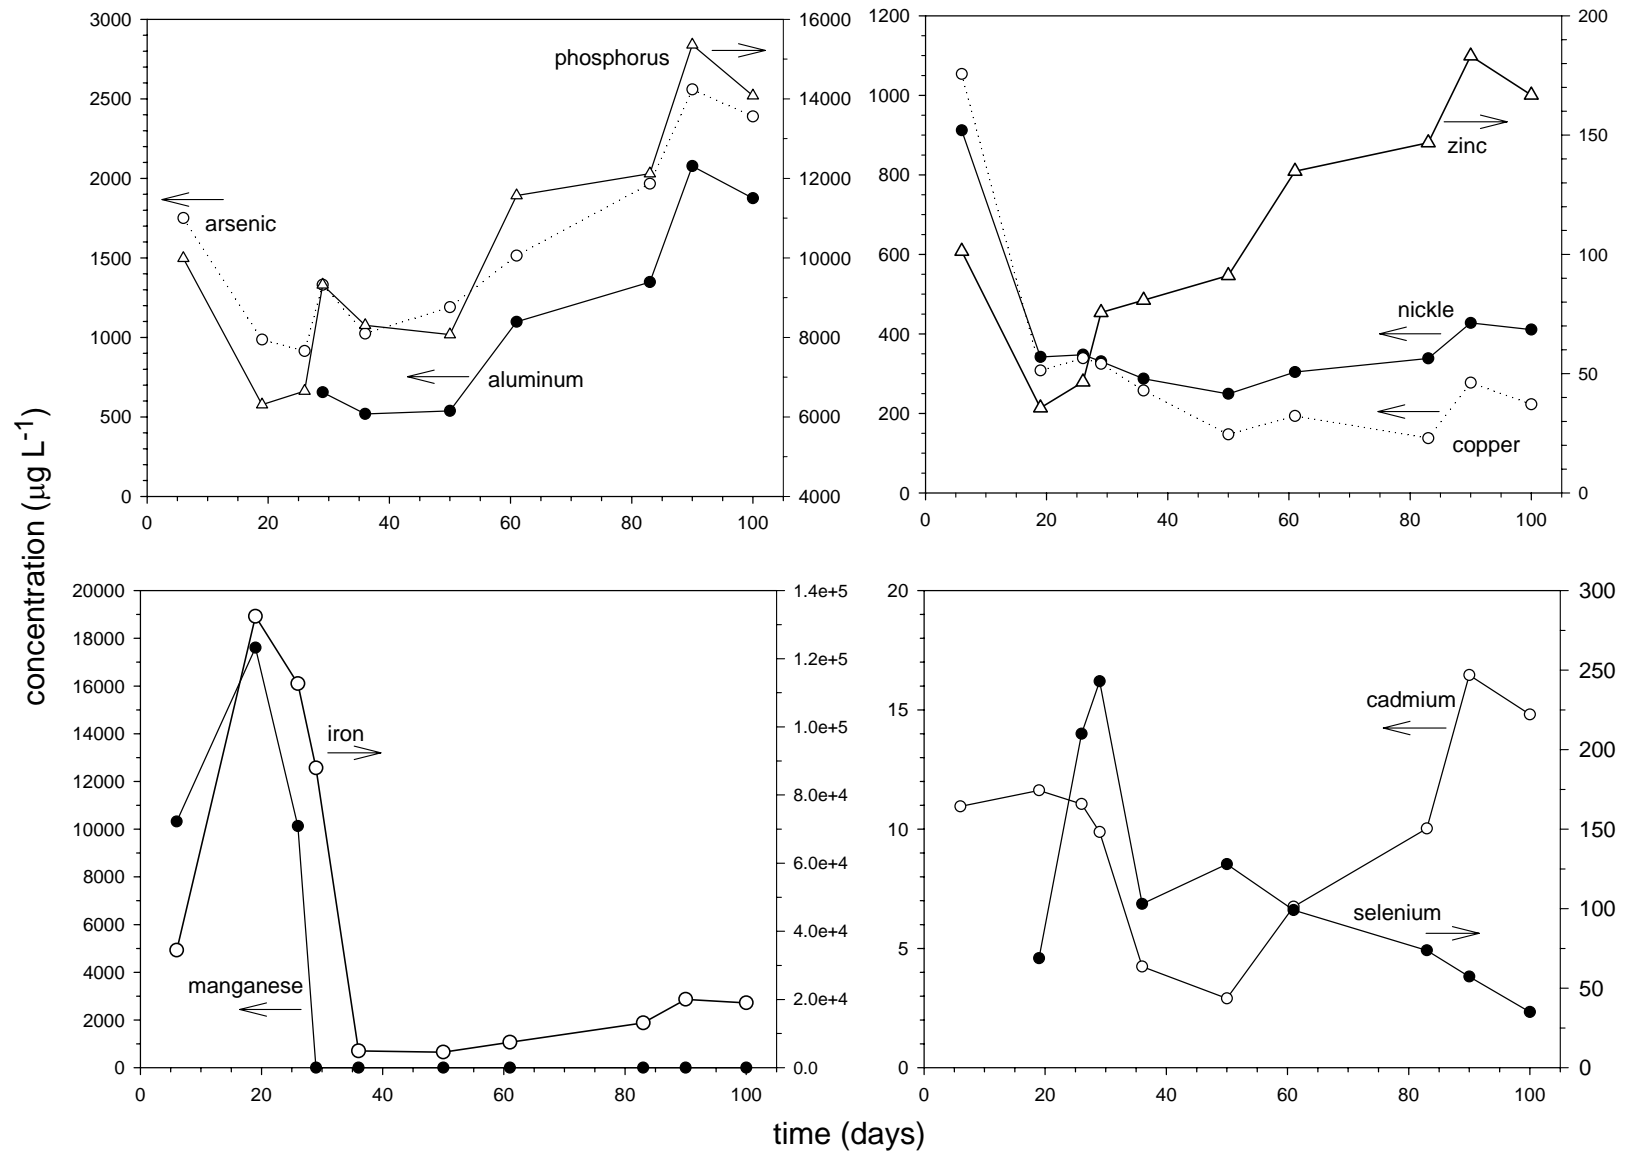 3000
2500
2000
1500
1000
500
0
16000
14000
12000
10000
8000
6000
4000
phosphorus
arsenic
aluminum
0 20 40 60 80 100
1200
1000
800
600
400
200
0
200
150
100
50
0
zinc
nickle
copper
0 20 40 60 80 100
concentration (μg L-1)
20000
18000
16000
14000
12000
10000
8000
6000
4000
2000
0
1.4e+5
1.2e+5
1.0e+5
8.0e+4
6.0e+4
4.0e+4
2.0e+4
0.0
iron
manganese
0 20 40 60 80 100
20
15
10
5
0
300
250
200
150
100
50
0
cadmium
selenium
0 20 40 60 80 100
time (days)